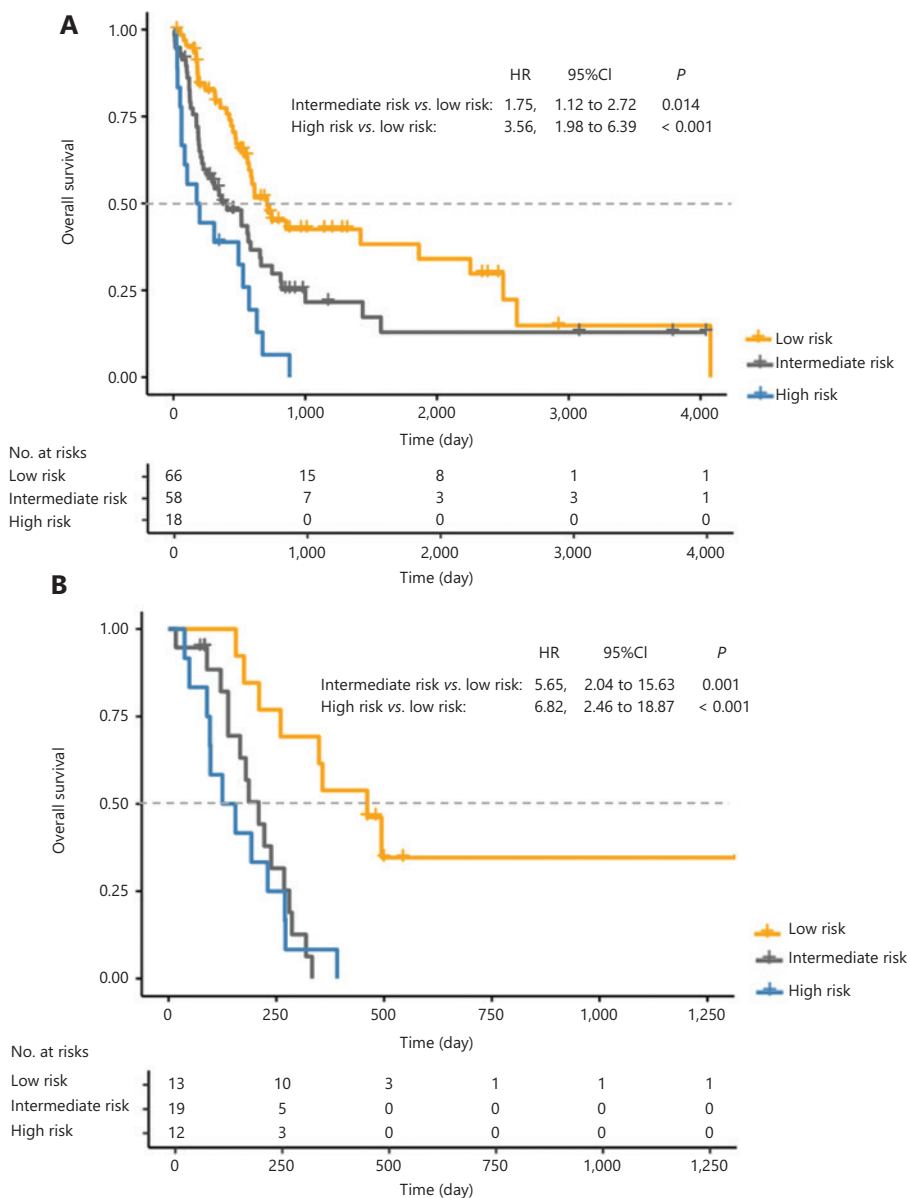 A
1.00
0.75
0.50
0.25
0.00
Overall survival
HR 95%CI P
Intermediate risk vs. low risk: 1.75, 1.12 to 2.72 0.014
High risk vs. low risk: 3.56, 1.98 to 6.39 < 0.001
Low risk
Intermediate risk
High risk
0 1,000 2,000 3,000 4,000
Time (day)
No. at risks
Low risk 66 15 8 1 1
Intermediate risk 58 7 3 3 1
High risk 18 0 0 0 0
0 1,000 2,000 3,000 4,000
Time (day)
B
1.00
0.75
0.50
0.25
0.00
Overall survival
HR 95%CI P
Intermediate risk vs. low risk: 5.65, 2.04 to 15.63 0.001
High risk vs. low risk: 6.82, 2.46 to 18.87 < 0.001
Low risk
Intermediate risk
High risk
0 250 500 750 1,000 1,250
Time (day)
No. at risks
Low risk 13 10 3 1 1 1
Intermediate risk 19 5 0 0 0 0
High risk 12 3 0 0 0 0
0 250 500 750 1,000 1,250
Time (day)